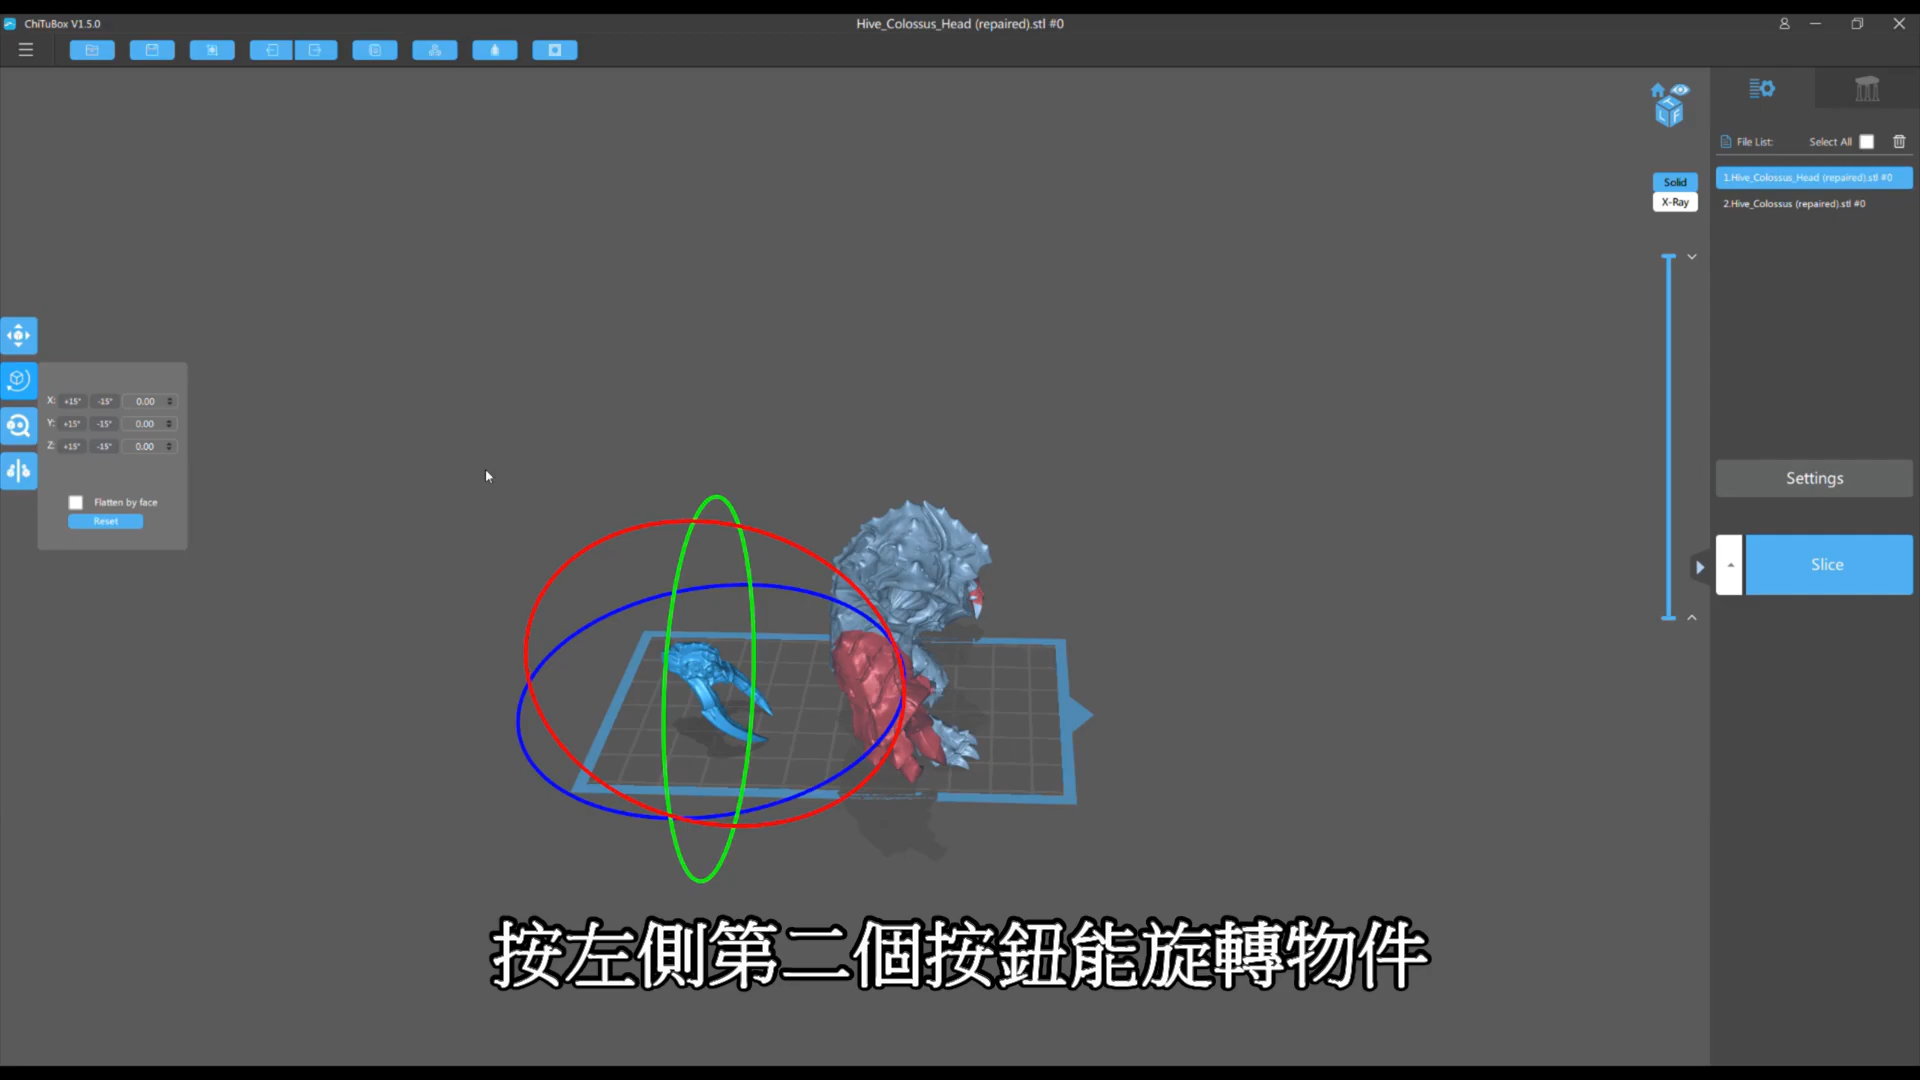 ChiTuBox V1.5.0
Hive_Colossus_Head (repaired).stl #0
T
L F
File List:
Select All
1.Hive_Colossus_Head (repaired).stl #0
2.Hive_Colossus (repaired).stl #0
Solid
X-Ray
X: +15° -15° 0.00
Y: +15° -15° 0.00
Z: +15° -15° 0.00
Flatten by face
Reset
Settings
Slice
按左側第二個按鈕能旋轉物件